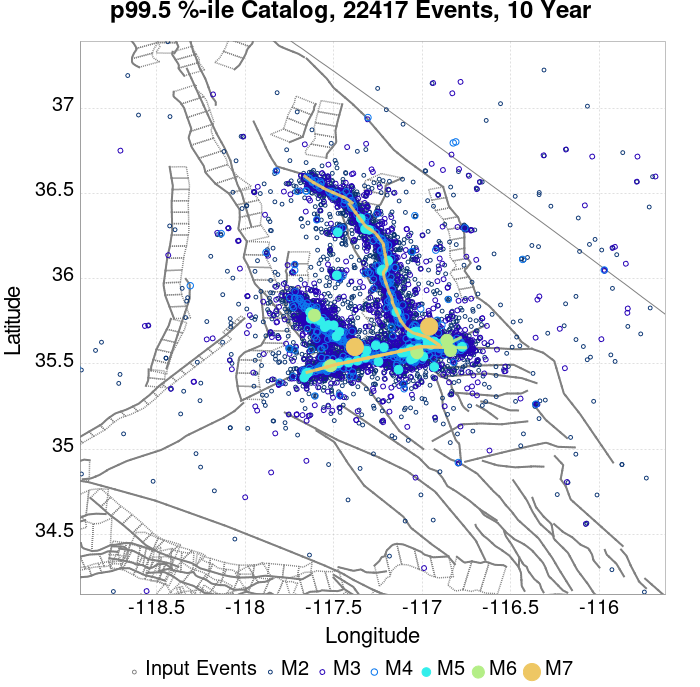 p99.5 %-ile Catalog, 22417 Events, 10 Year
37
36.5
36
35.5
35
34.5
Latitude
-118.5 -118 -117.5 -117 -116.5 -116
Longitude
Input Events M2 M3 M4 M5 M6 M7